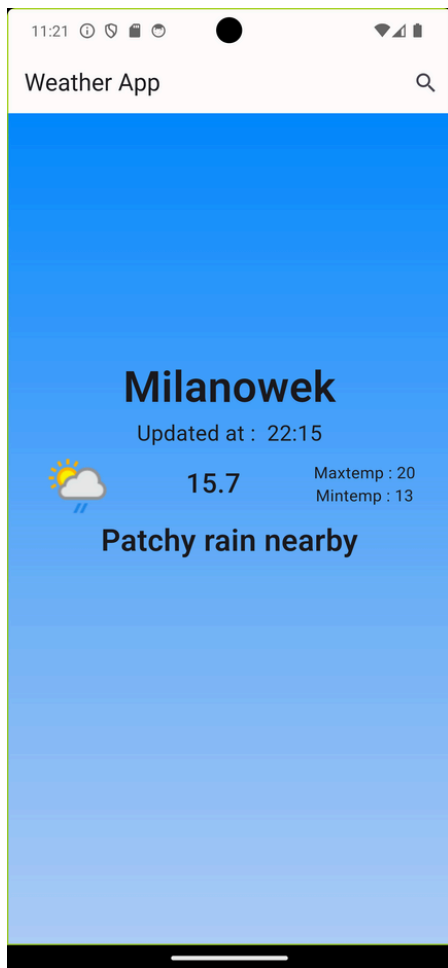 11:21
Weather App
Milanowek
Updated at :  22:15
15.7
Maxtemp : 20
Mintemp : 13
Patchy rain nearby